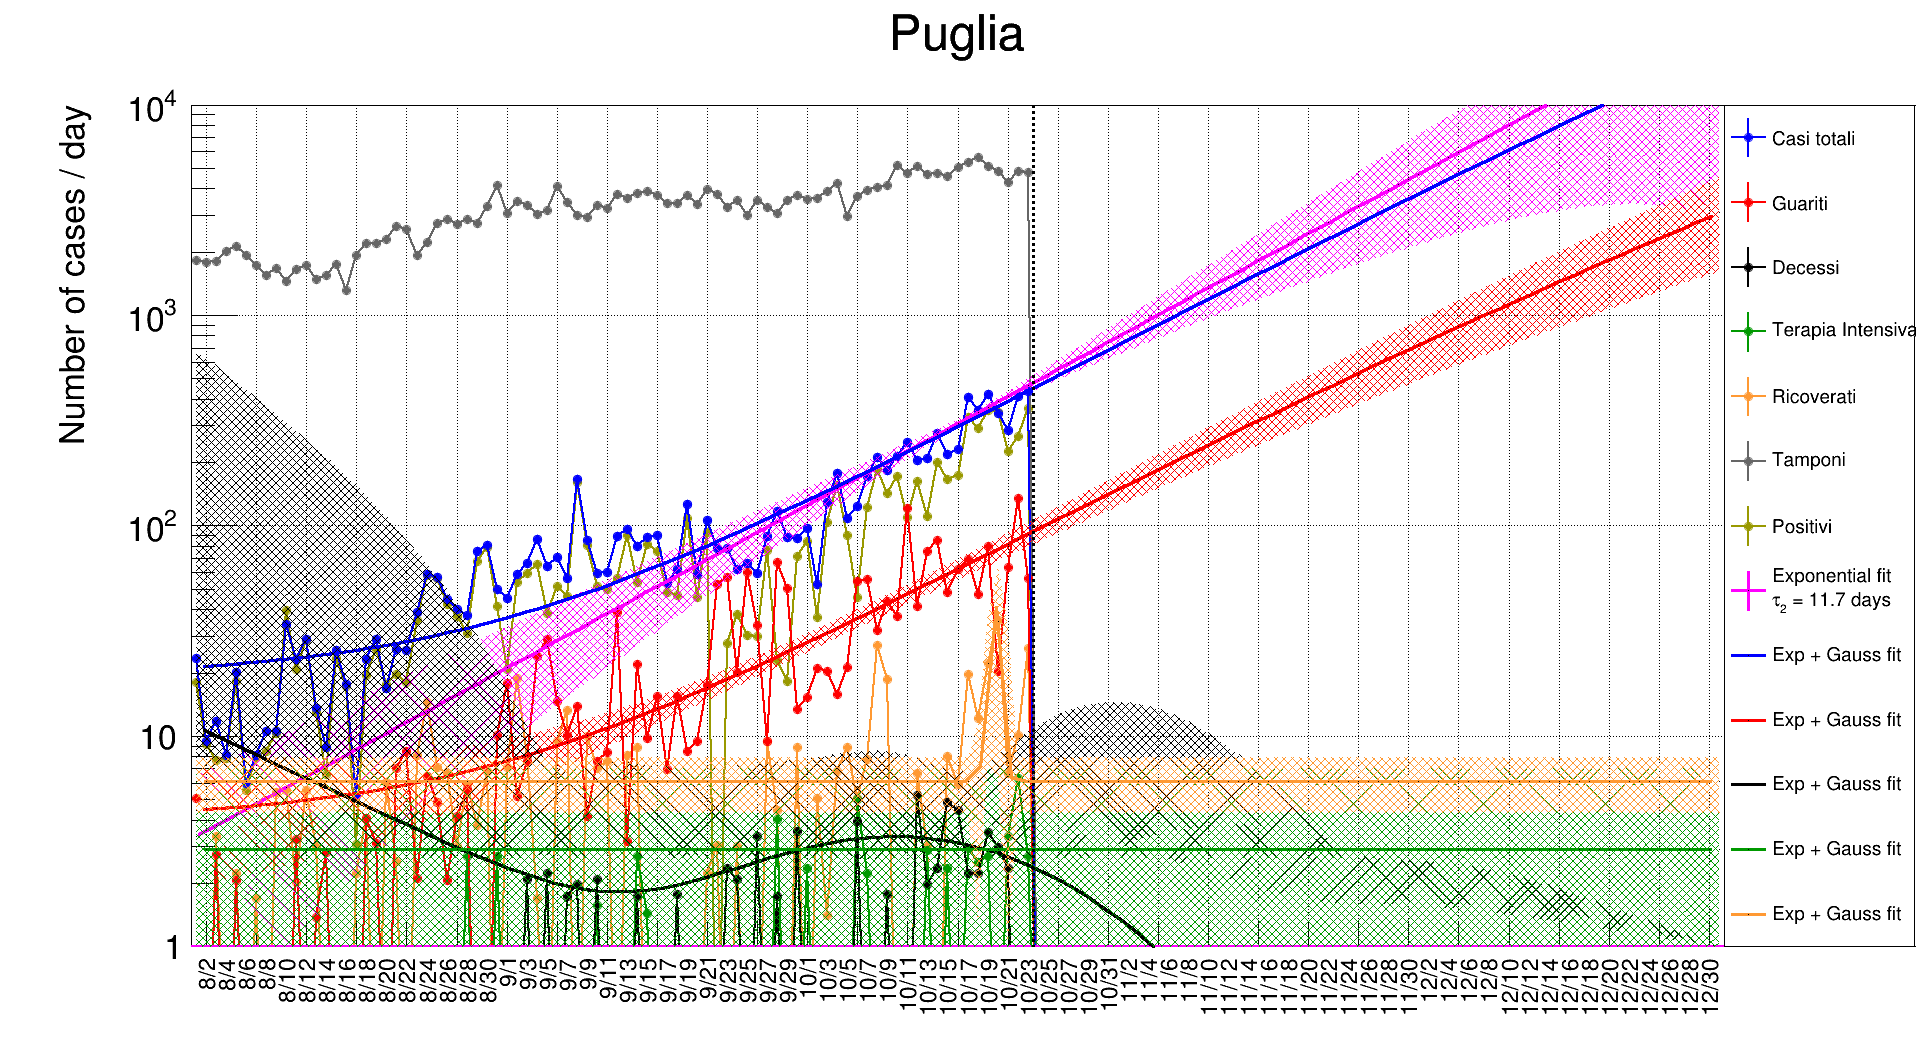 Puglia
Number of cases / day
10⁴
10³
10²
10
1
8/2 8/4 8/6 8/8 8/10 8/12 8/14 8/16 8/18 8/20 8/22 8/24 8/26 8/28 8/30 9/1 9/3 9/5 9/7 9/9 9/11 9/13 9/15 9/17 9/19 9/21 9/23 9/25 9/27 9/29 10/1 10/3 10/5 10/7 10/9 10/11 10/13 10/15 10/17 10/19 10/21 10/23 10/25 10/27 10/29 10/31 11/2 11/4 11/6 11/8 11/10 11/12 11/14 11/16 11/18 11/20 11/22 11/24 11/26 11/28 11/30 12/2 12/4 12/6 12/8 12/10 12/12 12/14 12/16 12/18 12/20 12/22 12/24 12/26 12/28 12/30
Casi totali
Guariti
Decessi
Terapia Intensiva
Ricoverati
Tamponi
Positivi
Exponential fit
τ₂ = 11.7 days
Exp + Gauss fit
Exp + Gauss fit
Exp + Gauss fit
Exp + Gauss fit
Exp + Gauss fit